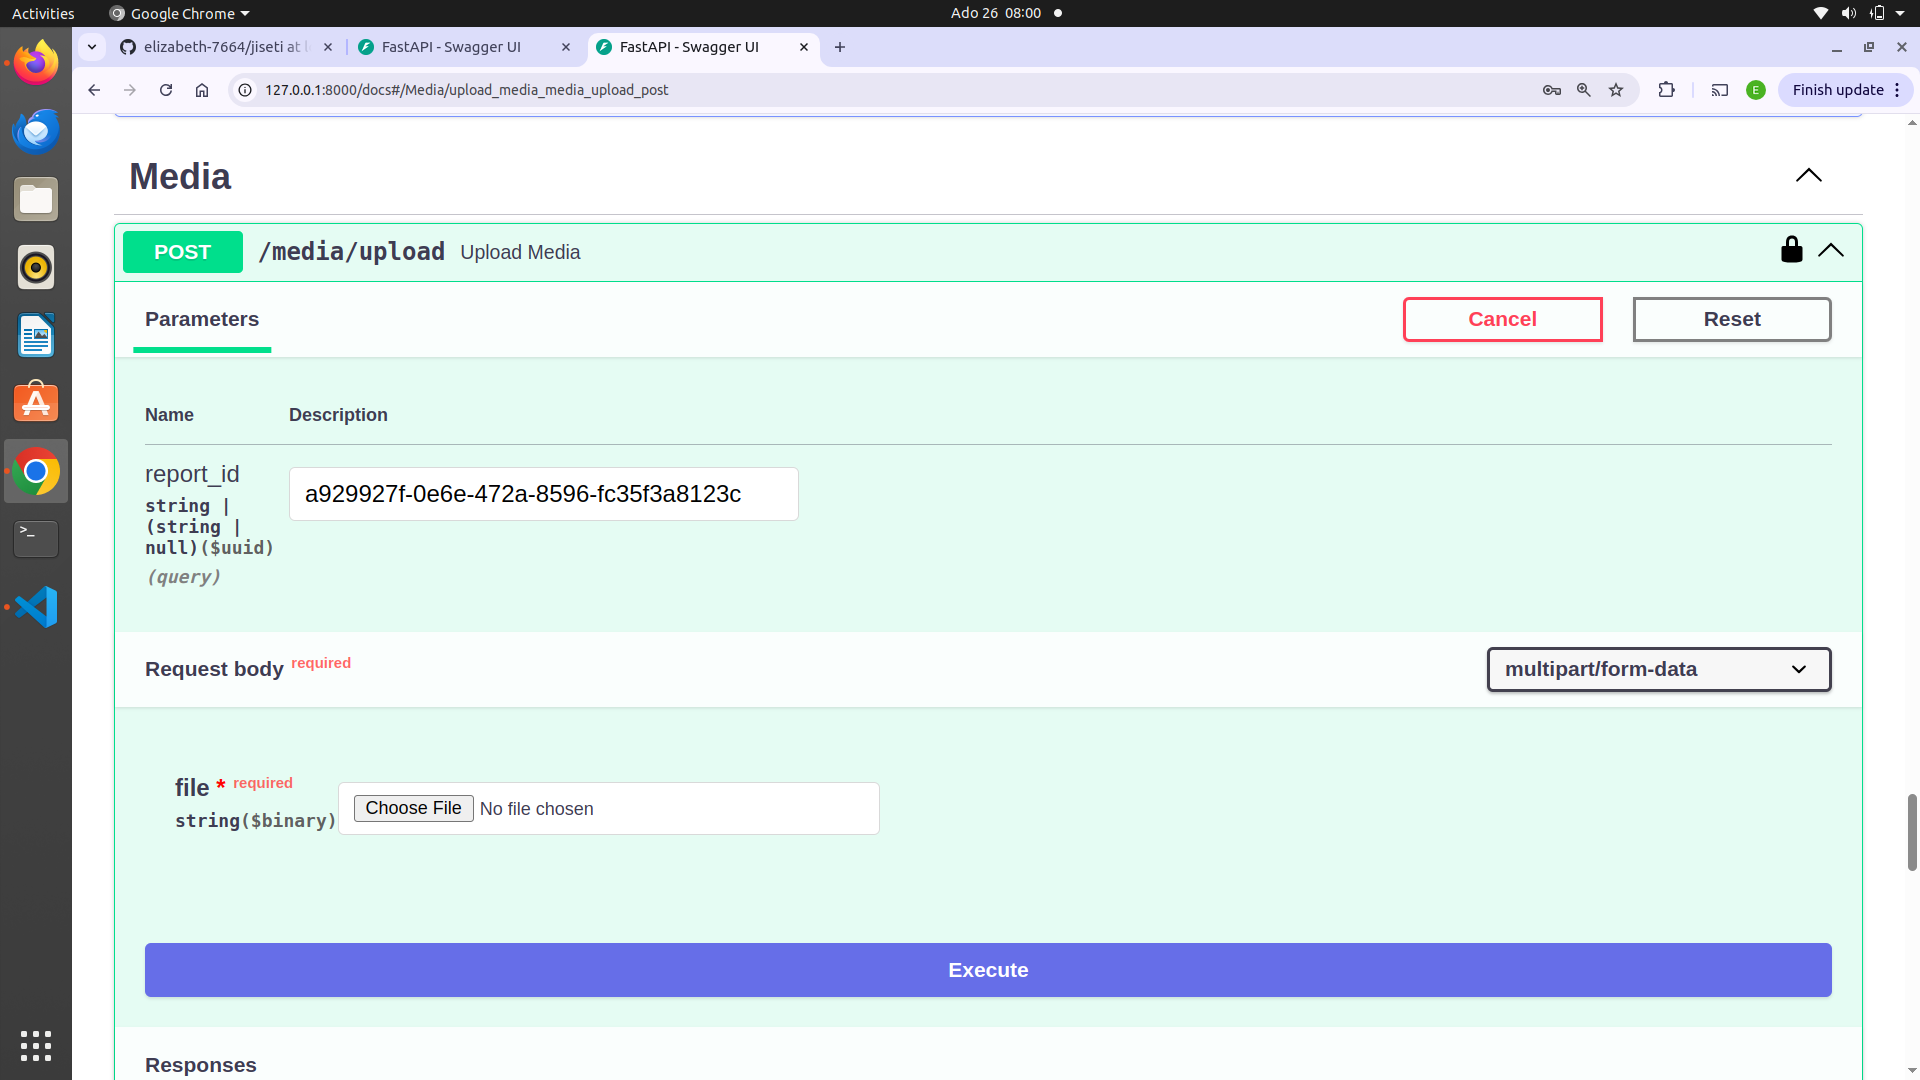 Activities
Google Chrome
Ado 26 08:00
elizabeth-7664/jiseti at
FastAPI - Swagger UI
FastAPI - Swagger UI
127.0.0.1:8000/docs#/Media/upload_media_media_upload_post
E
Finish update
Media
POST /media/upload Upload Media
Parameters
Cancel
Reset
Name Description
report_id
string |
(string |
null)($uuid)
(query)
a929927f-0e6e-472a-8596-fc35f3a8123c
Request body required
multipart/form-data
file * required
string($binary)
Choose File No file chosen
Execute
Responses